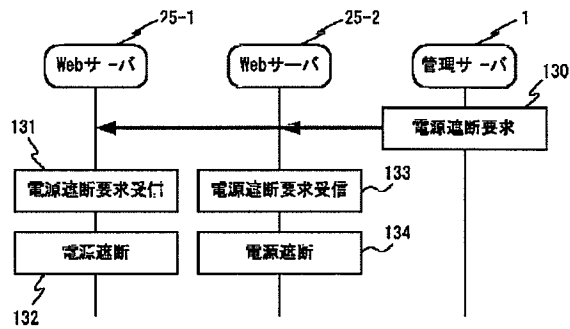 25-1
25-2
1
Webサーバ
Webサーバ
管理サーバ
130
電源遮断要求
131
電源遮断要求受信
電源遮断要求受信
133
電源遮断
電源遮断
134
132